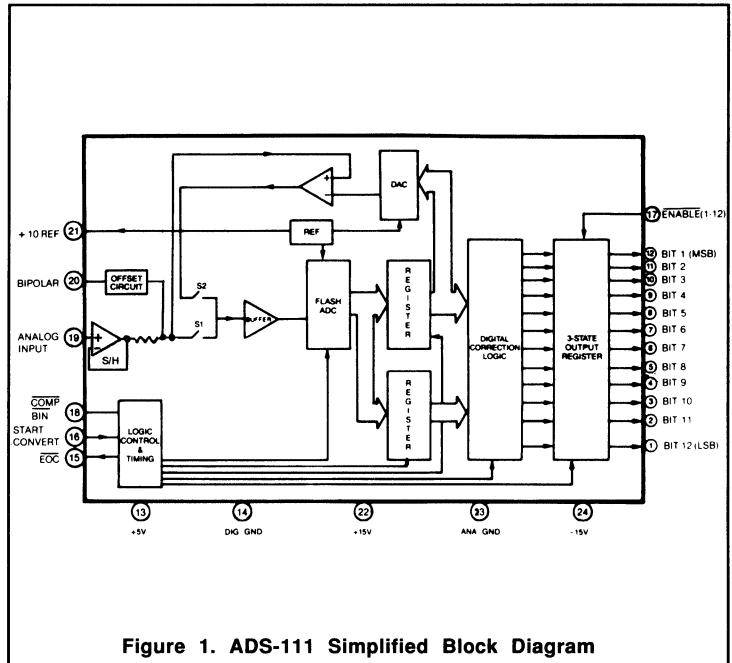 DAC
17 ENABLE (1-12)
+ 10 REF 21
REF
12 BIT 1 (MSB)
11 BIT 2
10 BIT 3
9 BIT 4
8 BIT 5
7 BIT 6
6 BIT 7
5 BIT 8
4 BIT 9
3 BIT 10
2 BIT 11
1 BIT 12 (LSB)
BIPOLAR 20
OFFSET
CIRCUIT
S2
S1
BUFFER
FLASH
ADC
REGISTER
REGISTER
DIGITAL
CORRECTION
LOGIC
3-STATE
OUTPUT
REGISTER
ANALOG
INPUT
19
S/H
COMP
BIN
18
START
CONVERT
16
EOC 15
LOGIC
CONTROL
&
TIMING
13 14 22 23 24
+5V DIG GND +15V ANA GND -15V
Figure 1. ADS-111 Simplified Block Diagram